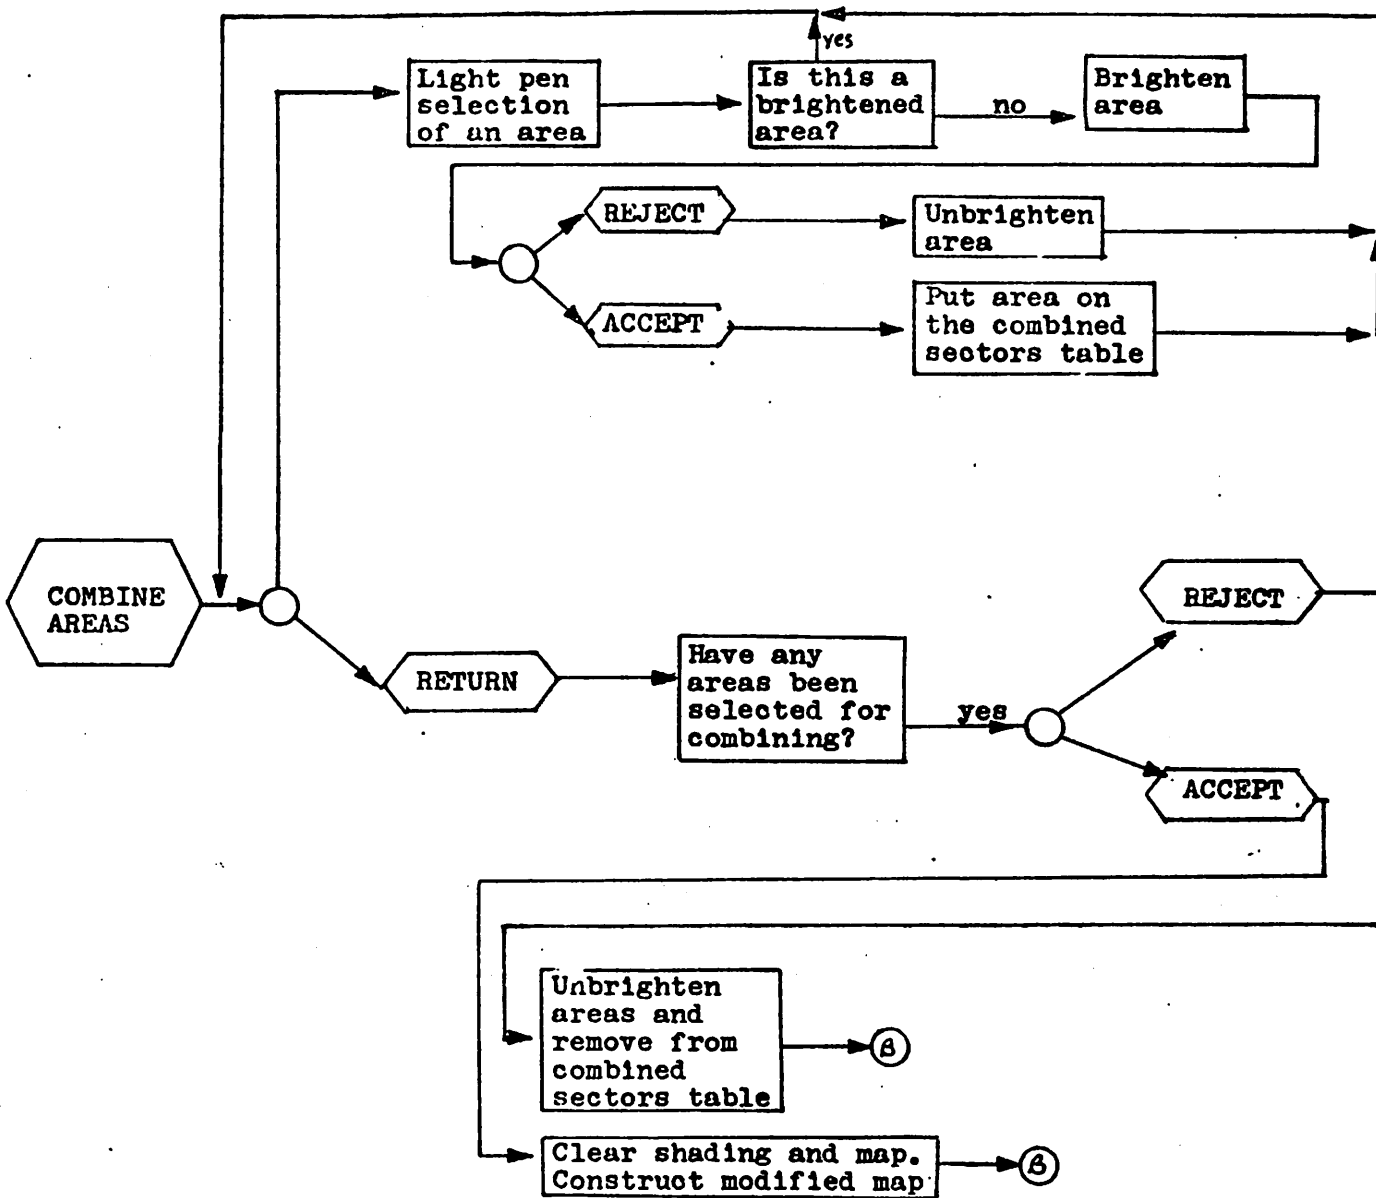 yes
Light pen
selection
of an area
Is this a
brightened
area?
no
Brighten
area
REJECT
Unbrighten
area
ACCEPT
Put area on
the combined
sectors table
COMBINE
AREAS
RETURN
Have any
areas been
selected for
combining?
yes
REJECT
ACCEPT
Unbrighten
areas and
remove from
combined
sectors table
β
Clear shading and map.
Construct modified map
β